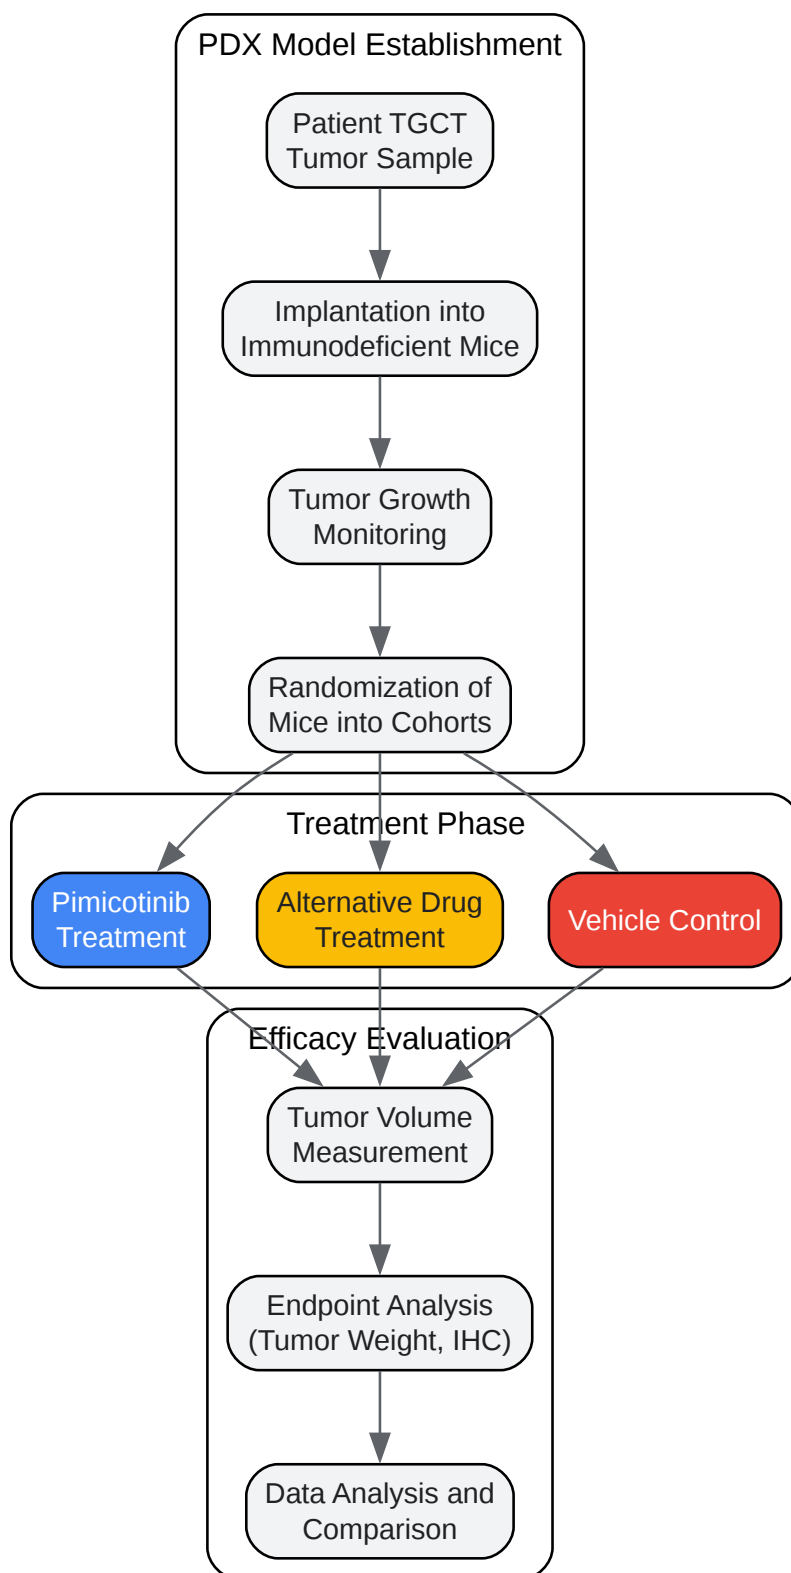 PDX Model Establishment
Patient TGCT
Tumor Sample
Implantation into
Immunodeficient Mice
Tumor Growth
Monitoring
Randomization of
Mice into Cohorts
Treatment Phase
Pimicotinib
Treatment
Alternative Drug
Treatment
Vehicle Control
Efficacy Evaluation
Tumor Volume
Measurement
Endpoint Analysis
(Tumor Weight, IHC)
Data Analysis and
Comparison